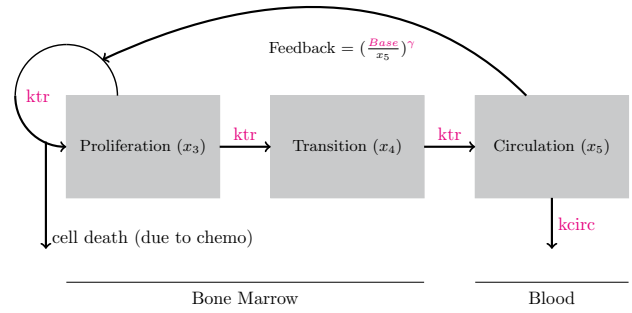 Feedback = (Base/x₅)^γ
ktr
Proliferation (x₃)
ktr
Transition (x₄)
ktr
Circulation (x₅)
kcirc
cell death (due to chemo)
Bone Marrow
Blood